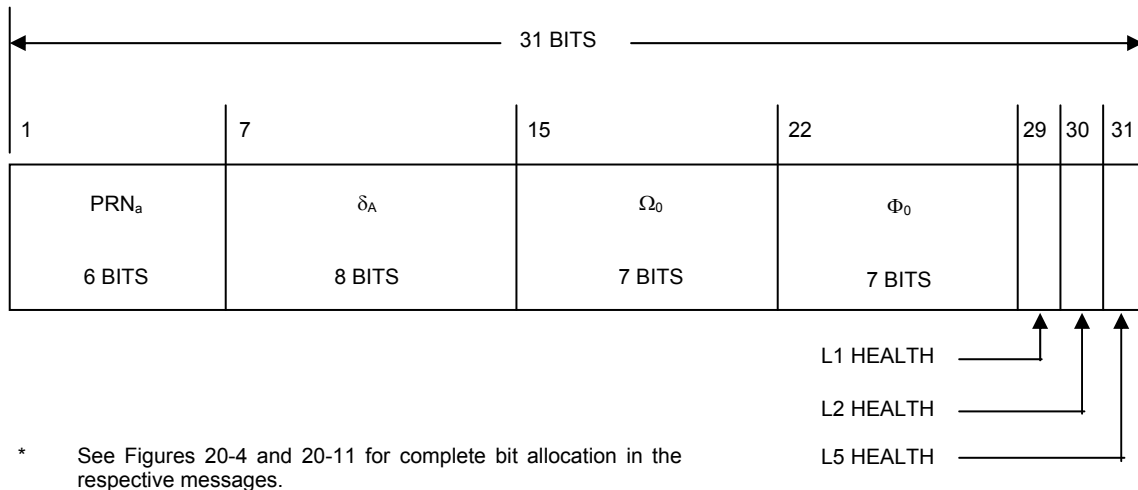 31 BITS
1 7 15 22 29 30 31
PRNₐ δA Ω₀ Φ₀
6 BITS 8 BITS 7 BITS 7 BITS
L1 HEALTH
L2 HEALTH
L5 HEALTH
* See Figures 20-4 and 20-11 for complete bit allocation in the
respective messages.